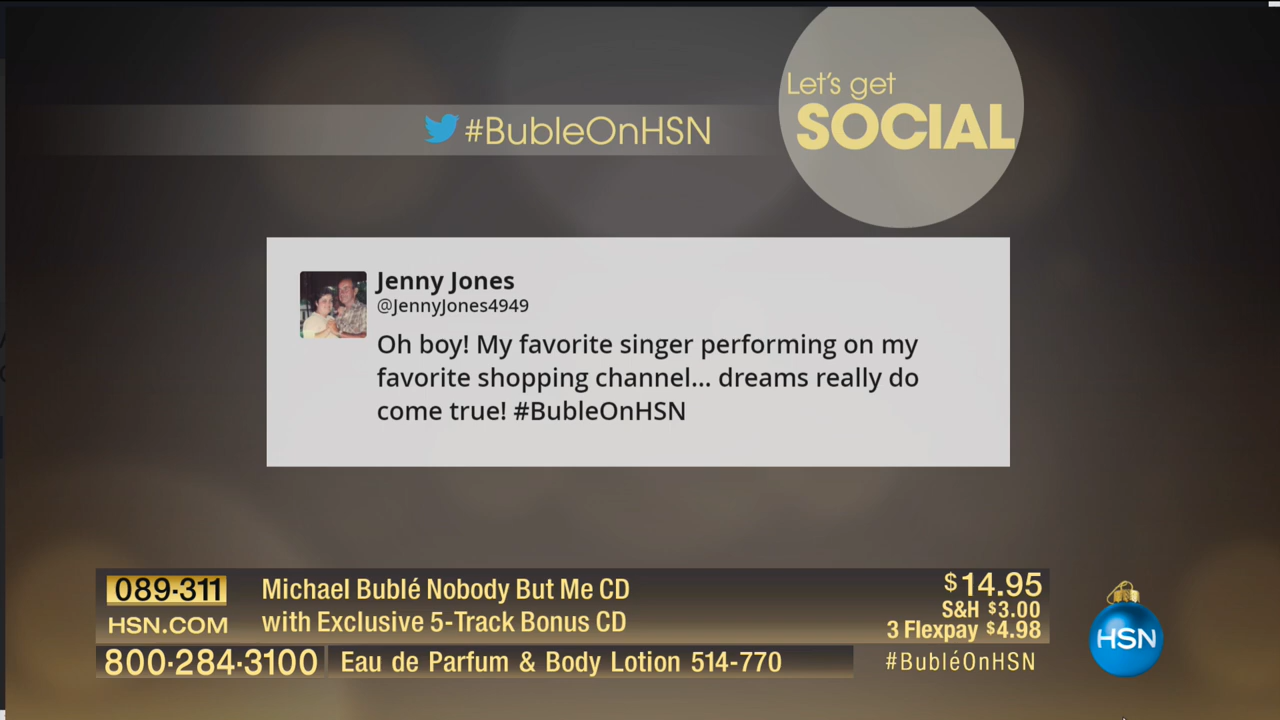 Let's get
SOCIAL
#BubleOnHSN
Jenny Jones
@JennyJones4949
Oh boy! My favorite singer performing on my
favorite shopping channel... dreams really do
come true! #BubleOnHSN
089-311
HSN.COM
Michael Bublé Nobody But Me CD
with Exclusive 5-Track Bonus CD
$14.95
S&H $3.00
3 Flexpay $4.98
800·284·3100
Eau de Parfum & Body Lotion 514-770
#BubléOnHSN
HSN